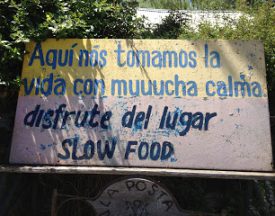 Aquí nos tomamos la
vida con muuucha calma.
disfrute del lugar
SLOW FOOD